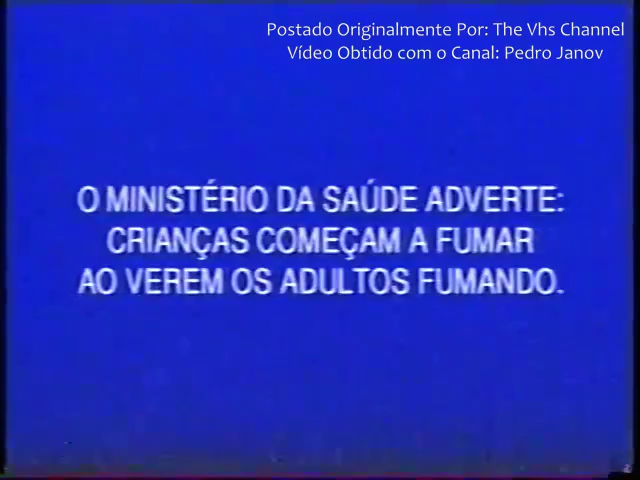 Postado Originalmente Por: The Vhs Channel
Vídeo Obtido com o Canal: Pedro Janov
O MINISTÉRIO DA SAÚDE ADVERTE:
CRIANÇAS COMEÇAM A FUMAR
AO VEREM OS ADULTOS FUMANDO.